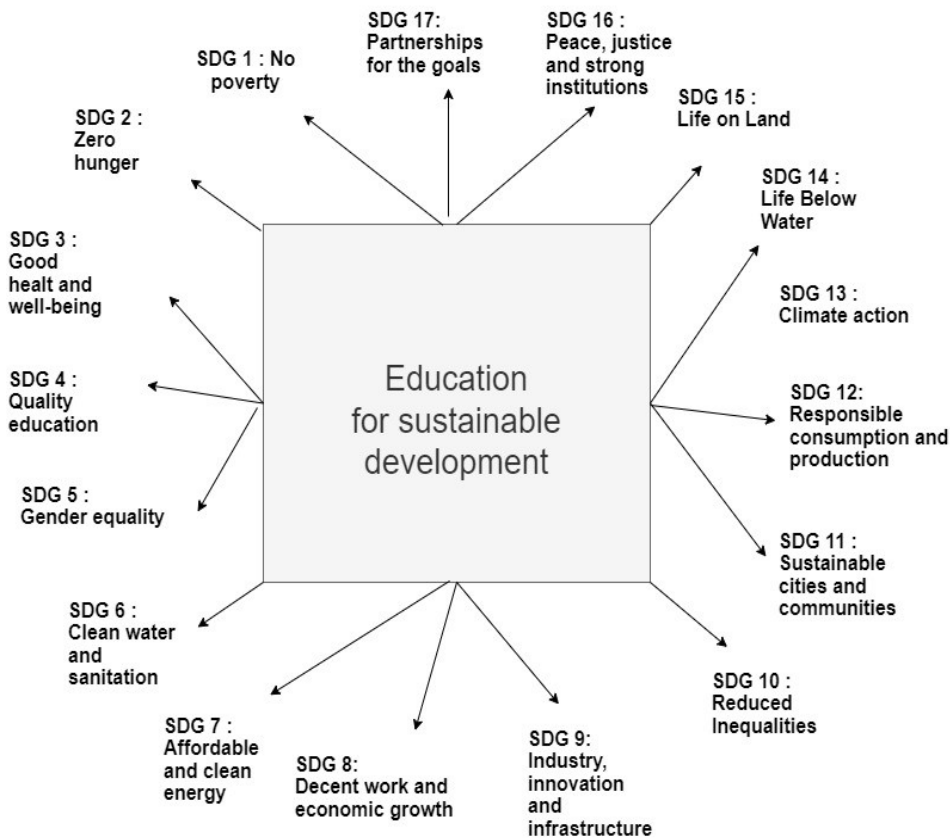 SDG 17:
Partnerships
for the goals
SDG 16 :
Peace, justice
and strong
institutions
SDG 1 : No
poverty
SDG 15 :
Life on Land
SDG 2 :
Zero
hunger
SDG 14 :
Life Below
Water
SDG 3 :
Good
healt and
well-being
SDG 13 :
Climate action
Education
for sustainable
development
SDG 4 :
Quality
education
SDG 12:
Responsible
consumption and
production
SDG 5 :
Gender equality
SDG 11 :
Sustainable
cities and
communities
SDG 6 :
Clean water
and
sanitation
SDG 10 :
Reduced
Inequalities
SDG 7 :
Affordable
and clean
energy
SDG 8:
Decent work and
economic growth
SDG 9:
Industry,
innovation
and
infrastructure